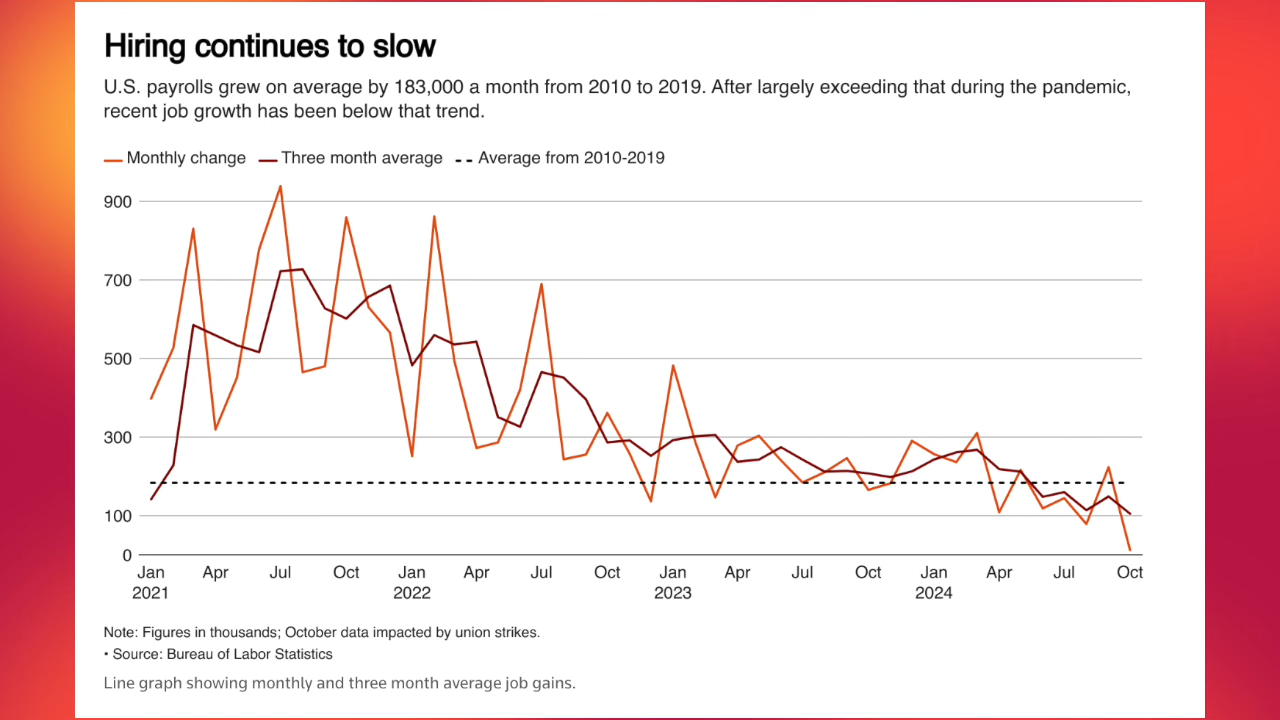 Hiring continues to slow
U.S. payrolls grew on average by 183,000 a month from 2010 to 2019. After largely exceeding that during the pandemic,
recent job growth has been below that trend.
Monthly change Three month average Average from 2010-2019
900
700
500
300
100
0
Jan Apr Jul Oct Jan Apr Jul Oct Jan Apr Jul Oct Jan Apr Jul Oct
2021 2022 2023 2024
Note: Figures in thousands; October data impacted by union strikes.
• Source: Bureau of Labor Statistics
Line graph showing monthly and three month average job gains.